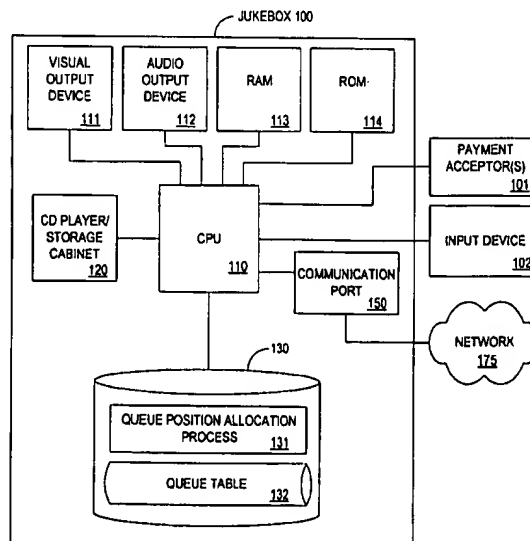 JUKEBOX 100
VISUAL
OUTPUT
DEVICE
111
AUDIO
OUTPUT
DEVICE
112
RAM
113
ROM
114
PAYMENT
ACCEPTOR(S)
101
CD PLAYER/
STORAGE
CABINET
120
CPU
110
INPUT DEVICE
102
COMMUNICATION
PORT
150
NETWORK
175
130
QUEUE POSITION ALLOCATION
PROCESS
131
QUEUE TABLE
132